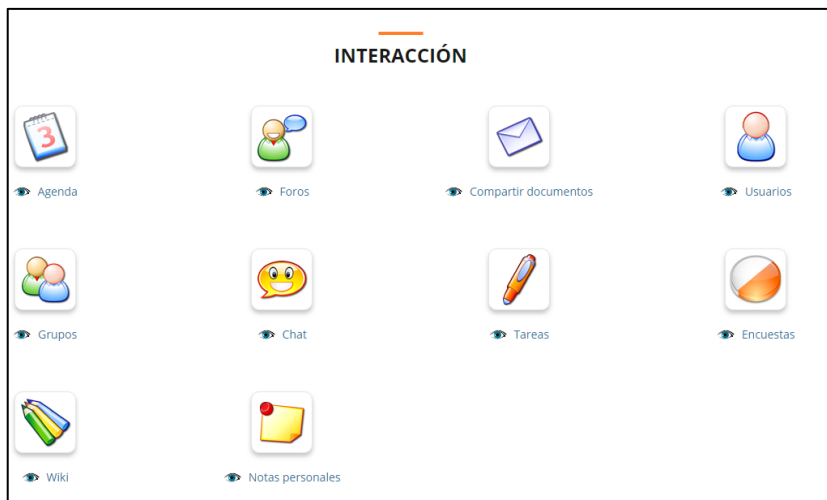 INTERACCIÓN
3
Agenda
Foros
Compartir documentos
Usuarios
Grupos
Chat
Tareas
Encuestas
Wiki
Notas personales